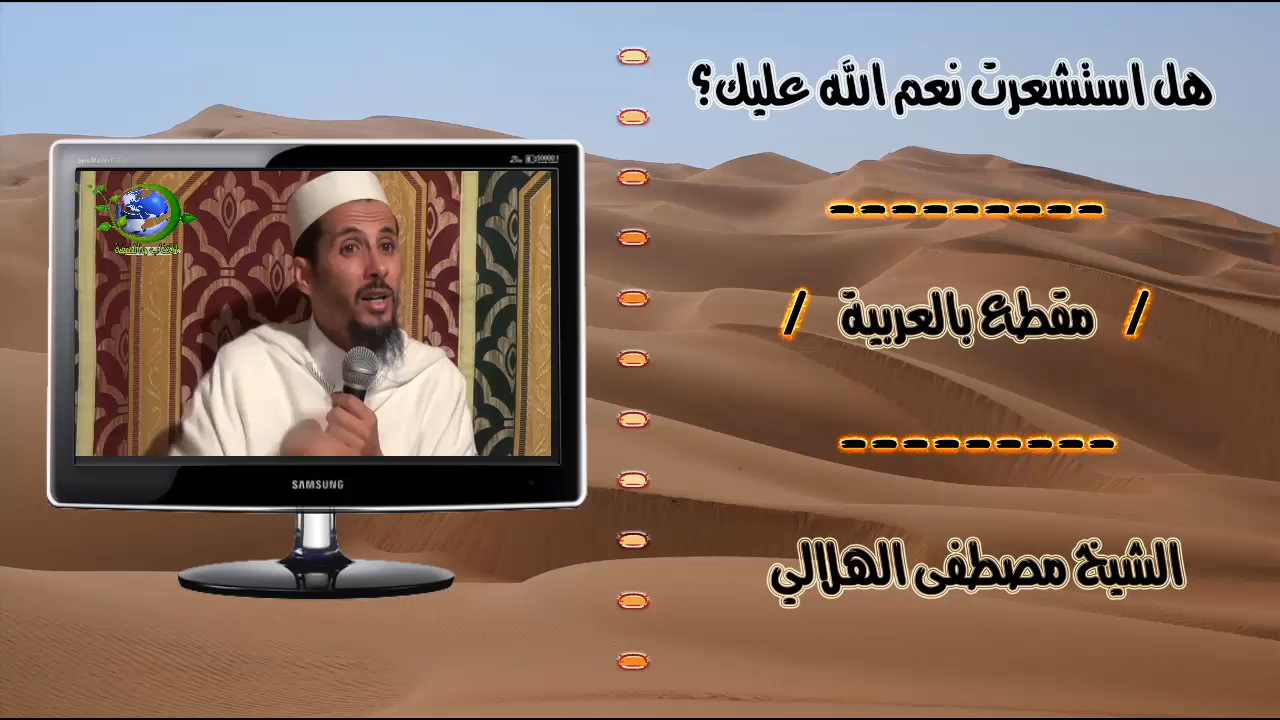 هل استشعرت نعم الله عليك؟
---------
/ مقطع بالعربية /
---------
الشيخ مصطفى الهلالي
SAMSUNG